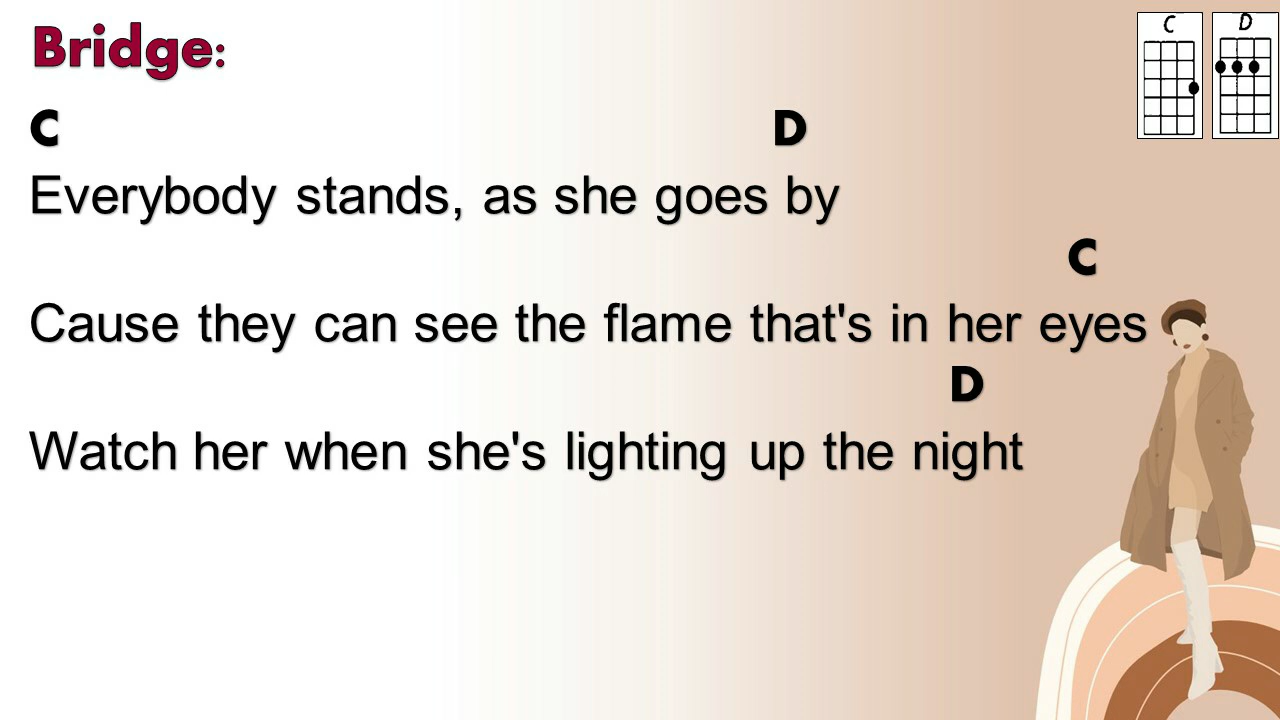 Bridge:
C D
C D
Everybody stands, as she goes by
C
Cause they can see the flame that's in her eyes
D
Watch her when she's lighting up the night